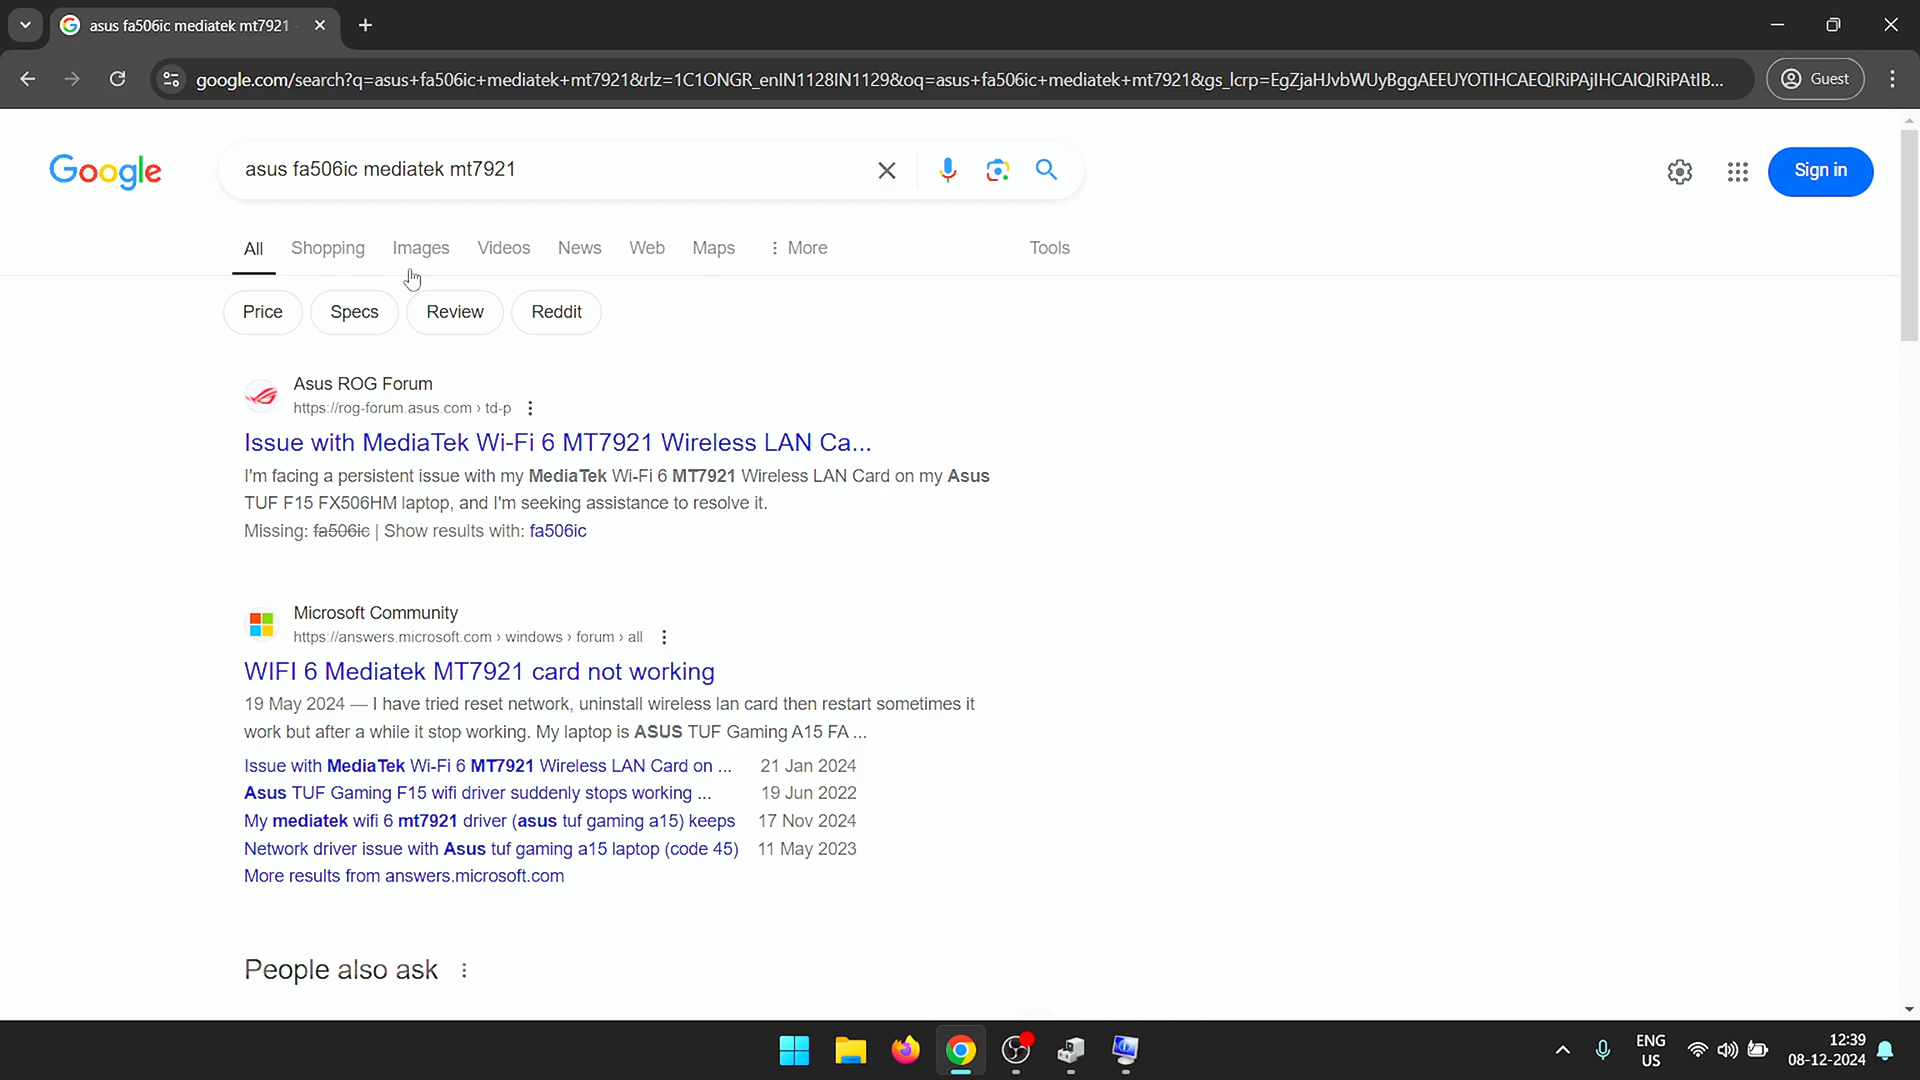 asus fa506ic mediatek mt7921
google.com/search?q=asus+fa506ic+mediatek+mt7921&rlz=1C1ONGR_enIN1128IN1129&oq=asus+fa506ic+mediatek+mt7921&gs_lcrp=EgZjaHJvbWUyBggAEEUYOTIHCAEQIRiPAjIHCAIQIRiPAtIB...
Guest
Google
asus fa506ic mediatek mt7921
Sign in
All Shopping Images Videos News Web Maps More Tools
Price Specs Review Reddit
Asus ROG Forum
https://rog-forum.asus.com › td-p
Issue with MediaTek Wi-Fi 6 MT7921 Wireless LAN Ca...
I'm facing a persistent issue with my MediaTek Wi-Fi 6 MT7921 Wireless LAN Card on my Asus
TUF F15 FX506HM laptop, and I'm seeking assistance to resolve it.
Missing: fa506ic | Show results with: fa506ic
Microsoft Community
https://answers.microsoft.com › windows › forum › all
WIFI 6 Mediatek MT7921 card not working
19 May 2024 — I have tried reset network, uninstall wireless lan card then restart sometimes it
work but after a while it stop working. My laptop is ASUS TUF Gaming A15 FA ...
Issue with MediaTek Wi-Fi 6 MT7921 Wireless LAN Card on ... 21 Jan 2024
Asus TUF Gaming F15 wifi driver suddenly stops working ... 19 Jun 2022
My mediatek wifi 6 mt7921 driver (asus tuf gaming a15) keeps 17 Nov 2024
Network driver issue with Asus tuf gaming a15 laptop (code 45) 11 May 2023
More results from answers.microsoft.com
People also ask
ENG
US
12:39
08-12-2024